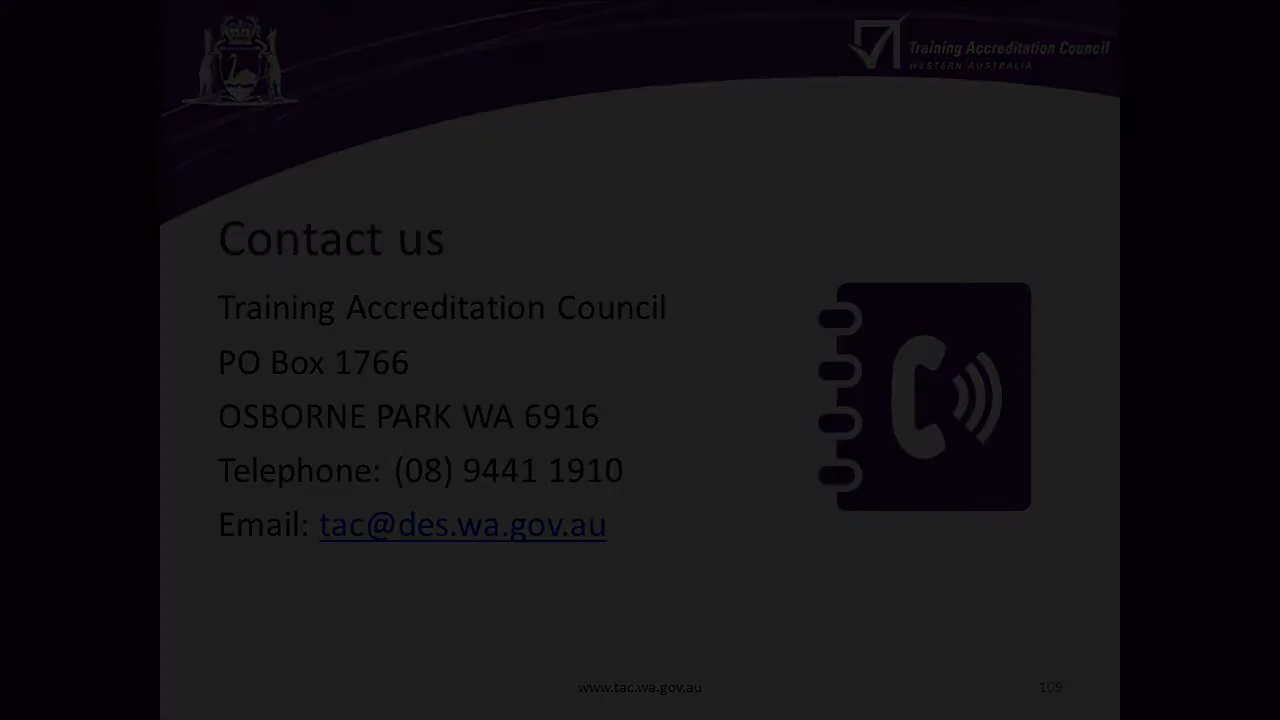 Training Accreditation Council
WESTERN AUSTRALIA
Contact us
Training Accreditation Council
PO Box 1766
OSBORNE PARK WA 6916
Telephone: (08) 9441 1910
Email: tac@des.wa.gov.au
www.tac.wa.gov.au
109